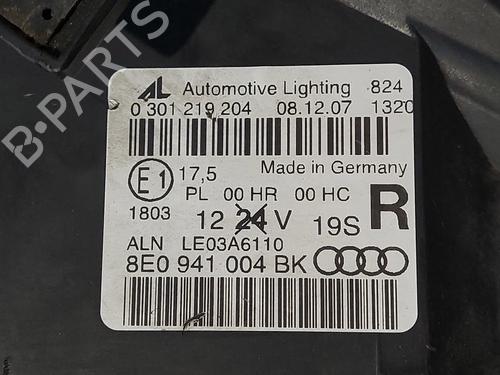 AL Automotive Lighting 824
0 301 219 204 08.12.07 1320
E1 17,5 Made in Germany
PL 00 HR 00 HC R
1803 12 24 V 19S
ALN LE03A6110
8E0 941 004 BK
B-PARTS